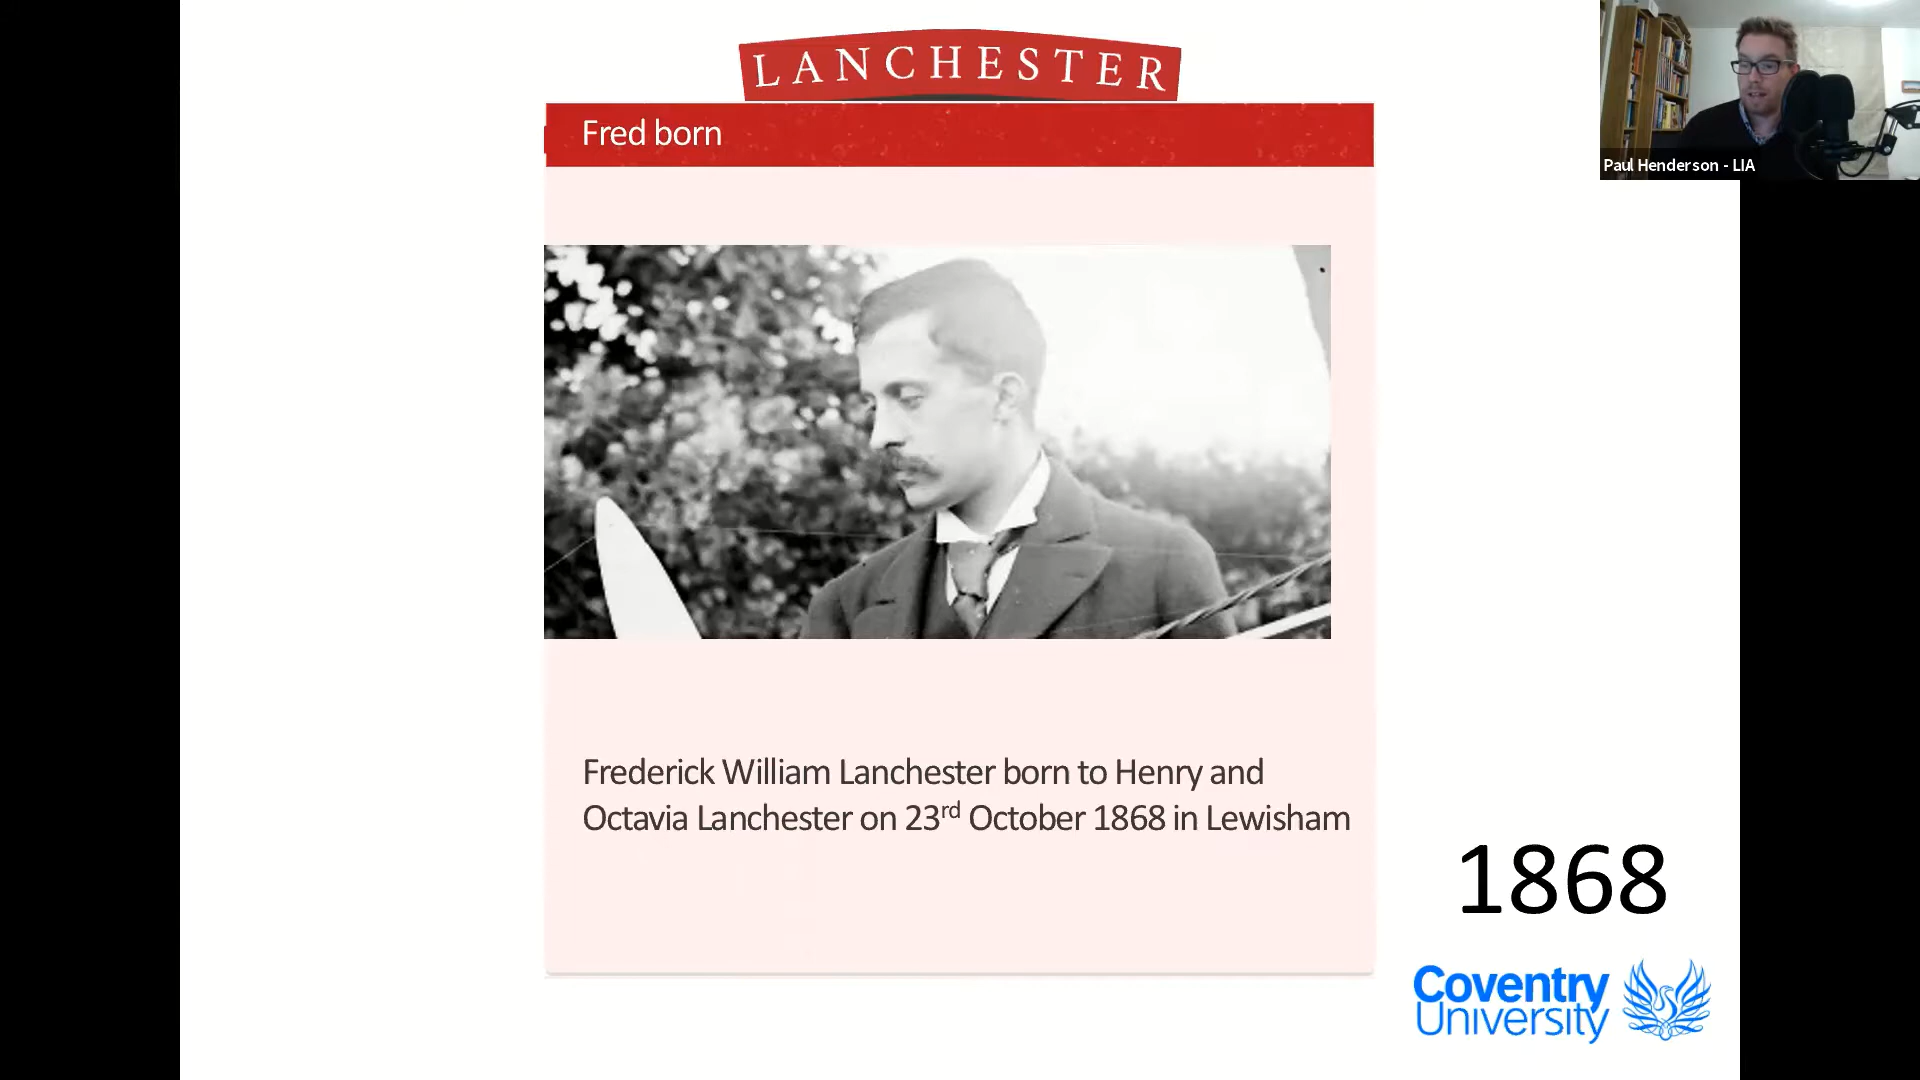 LANCHESTER
Fred born
Paul Henderson - LIA
Frederick William Lanchester born to Henry and
Octavia Lanchester on 23rd October 1868 in Lewisham
1868
Coventry
University